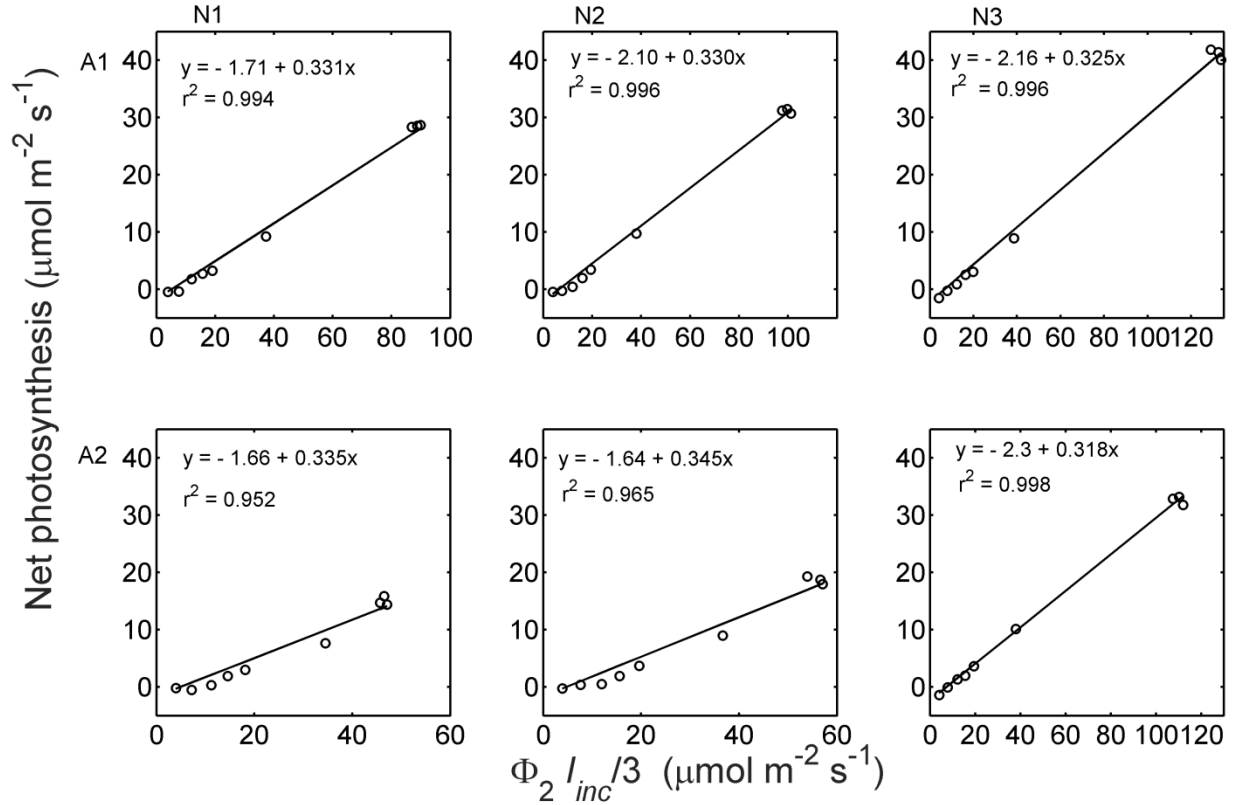 N1 N2 N3
A1
y = - 1.71 + 0.331x
r² = 0.994
40
30
20
10
0
0 20 40 60 80 100
y = - 2.10 + 0.330x
r² = 0.996
40
30
20
10
0
0 20 40 60 80 100
y = - 2.16 + 0.325x
r² = 0.996
40
30
20
10
0
0 20 40 60 80 100 120
A2
y = - 1.66 + 0.335x
r² = 0.952
40
30
20
10
0
0 20 40 60
y = - 1.64 + 0.345x
r² = 0.965
40
30
20
10
0
0 20 40 60
y = - 2.3 + 0.318x
r² = 0.998
40
30
20
10
0
0 20 40 60 80 100 120
Net photosynthesis (μmol m⁻² s⁻¹)
Φ₂ I_inc/3 (μmol m⁻² s⁻¹)